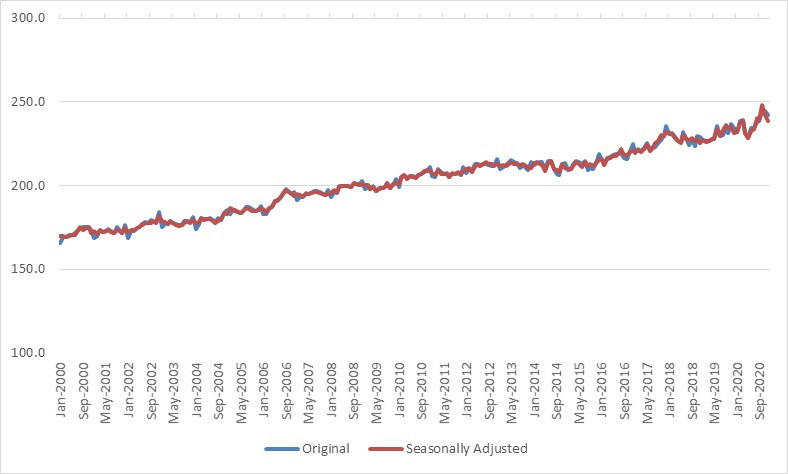 300.0
250.0
200.0
150.0
100.0
Jan-2000
Sep-2000
May-2001
Jan-2002
Sep-2002
May-2003
Jan-2004
Sep-2004
May-2005
Jan-2006
Sep-2006
May-2007
Jan-2008
Sep-2008
May-2009
Jan-2010
Sep-2010
May-2011
Jan-2012
Sep-2012
May-2013
Jan-2014
Sep-2014
May-2015
Jan-2016
Sep-2016
May-2017
Jan-2018
Sep-2018
May-2019
Jan-2020
Sep-2020
Original
Seasonally Adjusted